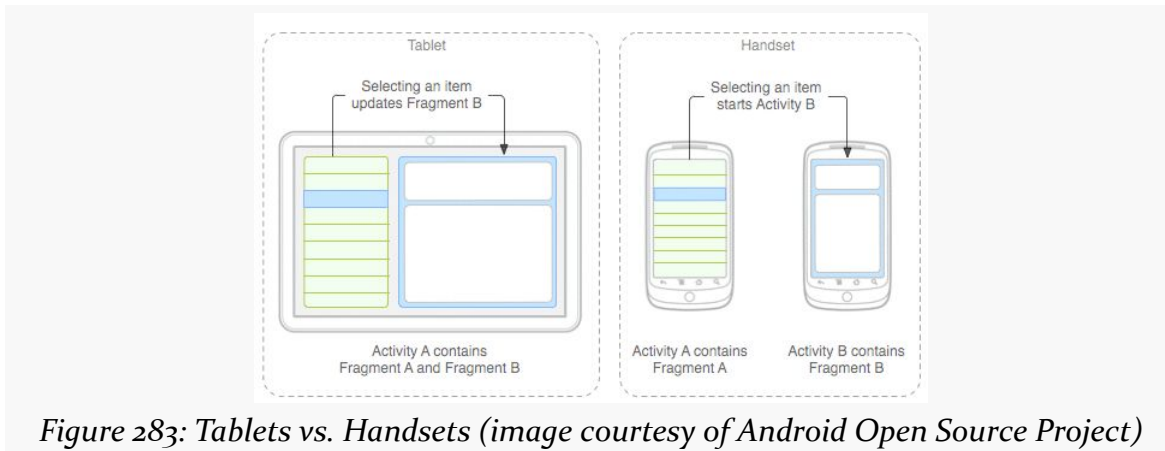 Tablet
Selecting an item
updates Fragment B
Activity A contains
Fragment A and Fragment B
Handset
Selecting an item
starts Activity B
Activity A contains
Fragment A
Activity B contains
Fragment B
Figure 283: Tablets vs. Handsets (image courtesy of Android Open Source Project)